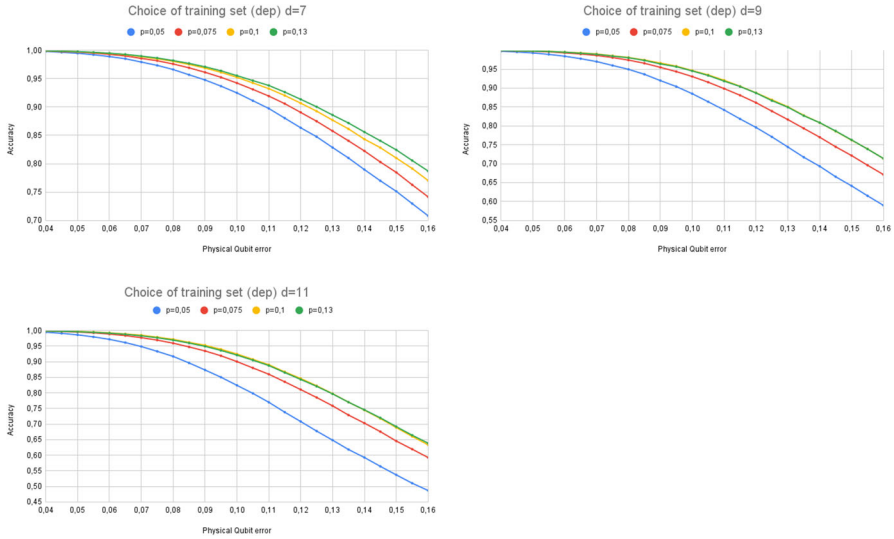 Choice of training set (dep) d=7
p=0,05 p=0,075 p=0,1 p=0,13
1,00
0,95
0,90
0,85
0,80
0,75
0,70
Accuracy
0,04 0,05 0,06 0,07 0,08 0,09 0,10 0,11 0,12 0,13 0,14 0,15 0,16
Physical Qubit error
Choice of training set (dep) d=9
p=0,05 p=0,075 p=0,1 p=0,13
0,95
0,90
0,85
0,80
0,75
0,70
0,65
0,60
0,55
Accuracy
0,04 0,05 0,06 0,07 0,08 0,09 0,10 0,11 0,12 0,13 0,14 0,15 0,16
Physical Qubit error
Choice of training set (dep) d=11
p=0,05 p=0,075 p=0,1 p=0,13
1,00
0,95
0,90
0,85
0,80
0,75
0,70
0,65
0,60
0,55
0,50
0,45
Accuracy
0,04 0,05 0,06 0,07 0,08 0,09 0,10 0,11 0,12 0,13 0,14 0,15 0,16
Physical Qubit error